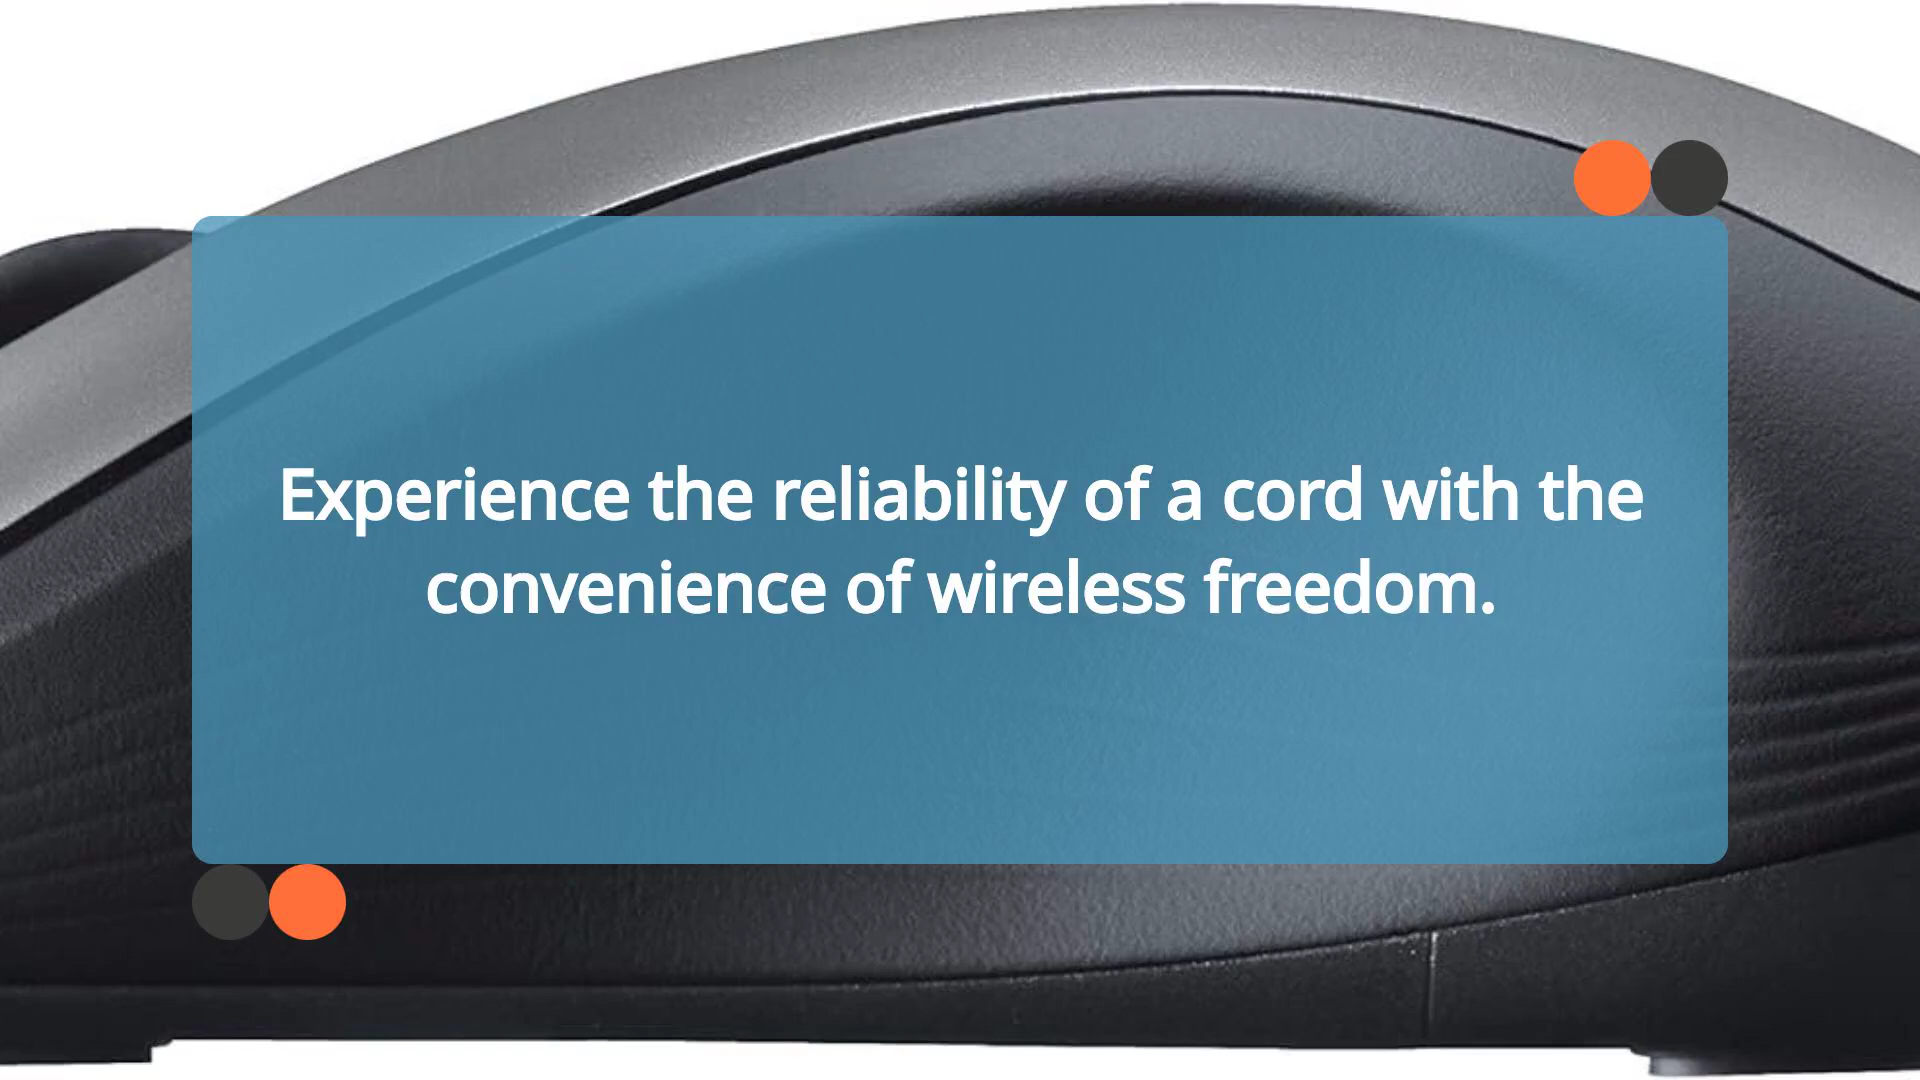 Experience the reliability of a cord with the
convenience of wireless freedom.